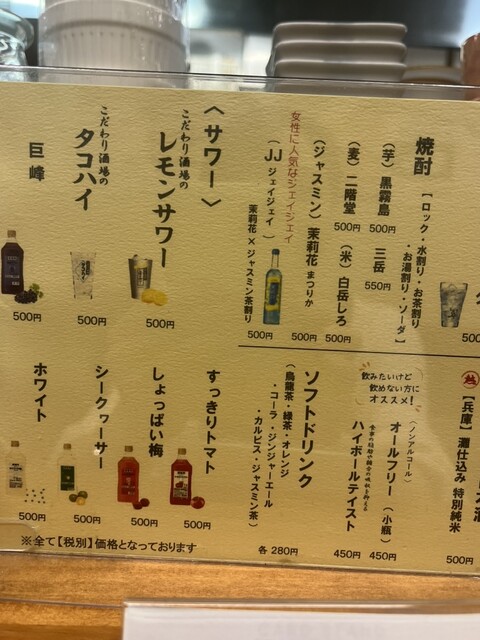 焼酎
[ロック・水割り・お茶割り
・お湯割り・ソーダ]
(芋) 黒霧島
500円
三岳
550円
(麦) 二階堂
500円
(米) 白岳しろ
500円
(ジャスミン) 茉莉花 まつりか
500円
女性に人気なジェイジェイ
(JJ ジェイジェイ)
茉莉花×ジャスミン茶割り
500円
〈サワー〉
こだわり酒場の
レモンサワー
500円
こだわり酒場の
タコハイ
500円
巨峰
500円
[兵庫] 灘仕込み 特別純米
500円
飲みたいけど
飲めない方に
オススメ!
(ノンアルコール)
オールフリー (小瓶)
450円
ハイボールテイスト
450円
ソフトドリンク
(烏龍茶・緑茶・オレンジ
・コーラ・ジンジャーエール
・カルピス・ジャスミン茶)
各 280円
すっきりトマト
500円
しょっぱい梅
500円
シークヮーサー
500円
ホワイト
500円
※全て【税別】価格となっております